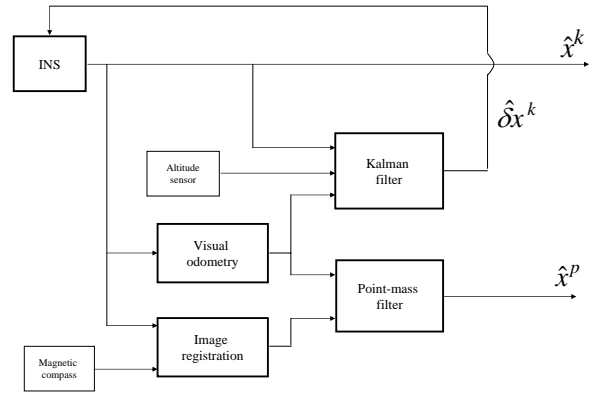 INS
x̂^k
δ̂x^k
Kalman
filter
Altitude
sensor
Visual
odometry
Point-mass
filter
x̂^p
Image
registration
Magnetic
compass